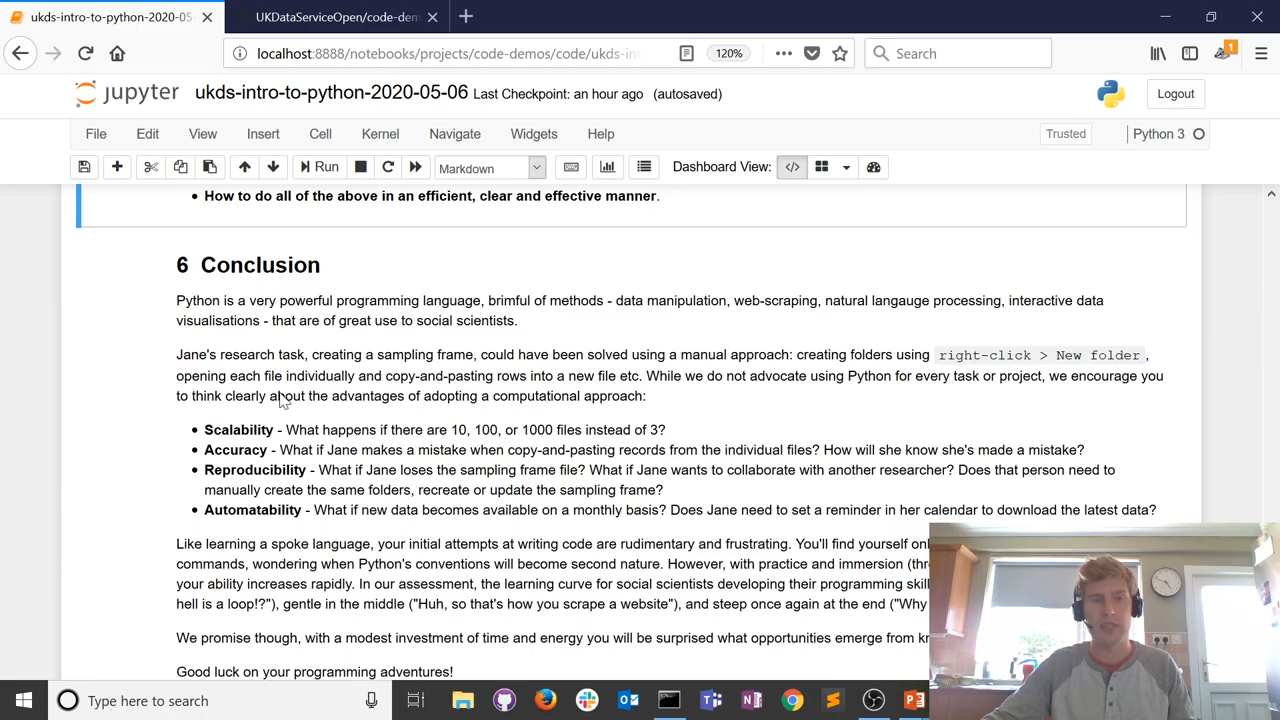 ukds-intro-to-python-2020-05-
UKDataServiceOpen/code-dem
localhost:8888/notebooks/projects/code-demos/code/ukds-int
120%
Search
1
jupyter ukds-intro-to-python-2020-05-06 Last Checkpoint: an hour ago (autosaved)
Logout
File Edit View Insert Cell Kernel Navigate Widgets Help
Trusted
Python 3
Run
Markdown
Dashboard View:
How to do all of the above in an efficient, clear and effective manner.
6 Conclusion
Python is a very powerful programming language, brimful of methods - data manipulation, web-scraping, natural langauge processing, interactive data
visualisations - that are of great use to social scientists.
Jane's research task, creating a sampling frame, could have been solved using a manual approach: creating folders using right-click > New folder,
opening each file individually and copy-and-pasting rows into a new file etc. While we do not advocate using Python for every task or project, we encourage you
to think clearly about the advantages of adopting a computational approach:
Scalability - What happens if there are 10, 100, or 1000 files instead of 3?
Accuracy - What if Jane makes a mistake when copy-and-pasting records from the individual files? How will she know she's made a mistake?
Reproducibility - What if Jane loses the sampling frame file? What if Jane wants to collaborate with another researcher? Does that person need to
manually create the same folders, recreate or update the sampling frame?
Automatability - What if new data becomes available on a monthly basis? Does Jane need to set a reminder in her calendar to download the latest data?
Like learning a spoke language, your initial attempts at writing code are rudimentary and frustrating. You'll find yourself onl
commands, wondering when Python's conventions will become second nature. However, with practice and immersion (thro
your ability increases rapidly. In our assessment, the learning curve for social scientists developing their programming skil
hell is a loop!?"), gentle in the middle ("Huh, so that's how you scrape a website"), and steep once again at the end ("Why
We promise though, with a modest investment of time and energy you will be surprised what opportunities emerge from kn
Good luck on your programming adventures!
Type here to search